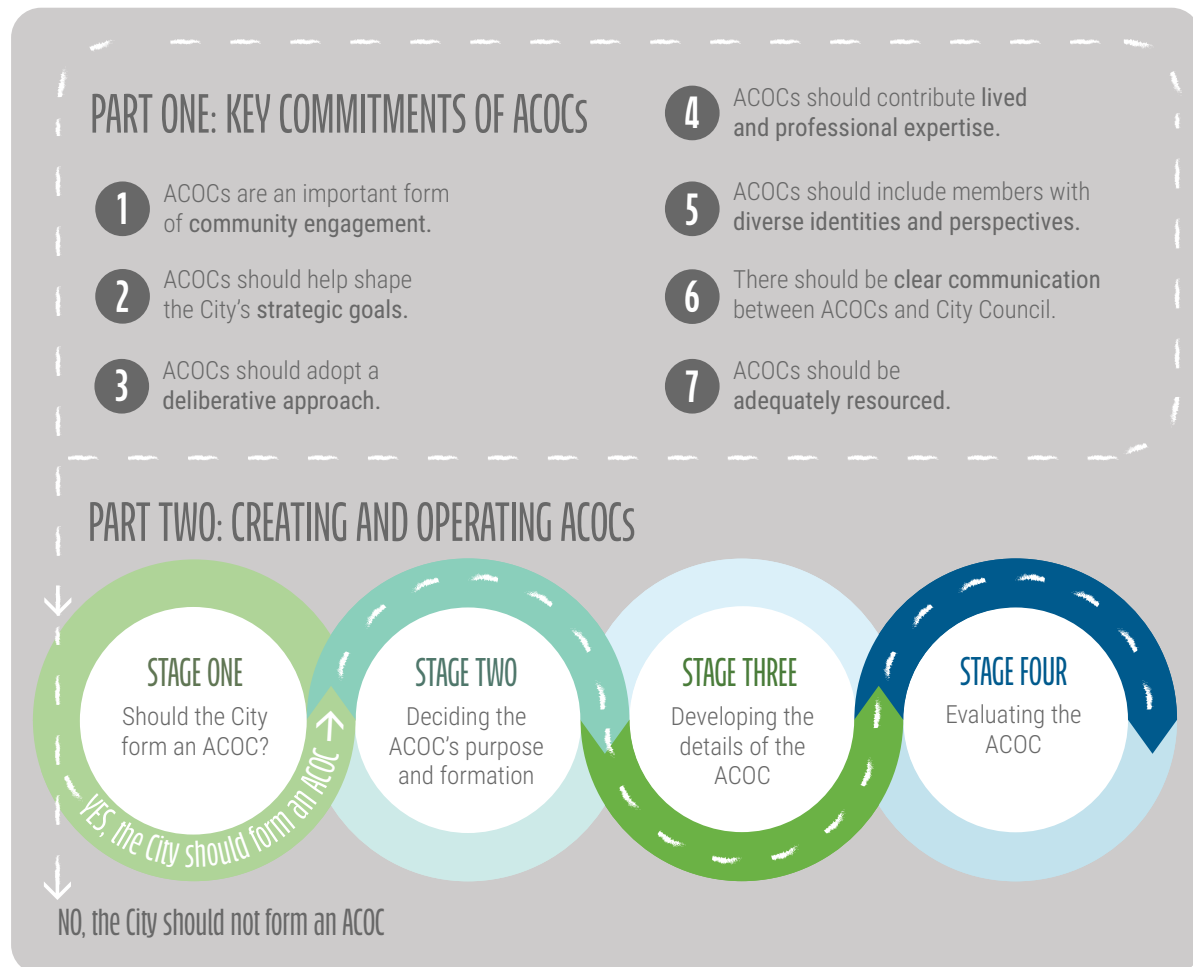 PART ONE: KEY COMMITMENTS OF ACOCs
1
ACOCs are an important form
of community engagement.
2
ACOCs should help shape
the City's strategic goals.
3
ACOCs should adopt a
deliberative approach.
4
ACOCs should contribute lived
and professional expertise.
5
ACOCs should include members with
diverse identities and perspectives.
6
There should be clear communication
between ACOCs and City Council.
7
ACOCs should be
adequately resourced.
PART TWO: CREATING AND OPERATING ACOCs
STAGE ONE
Should the City
form an ACOC?
YES, the City should form an ACOC
STAGE TWO
Deciding the
ACOC's purpose
and formation
STAGE THREE
Developing the
details of the
ACOC
STAGE FOUR
Evaluating the
ACOC
NO, the City should not form an ACOC